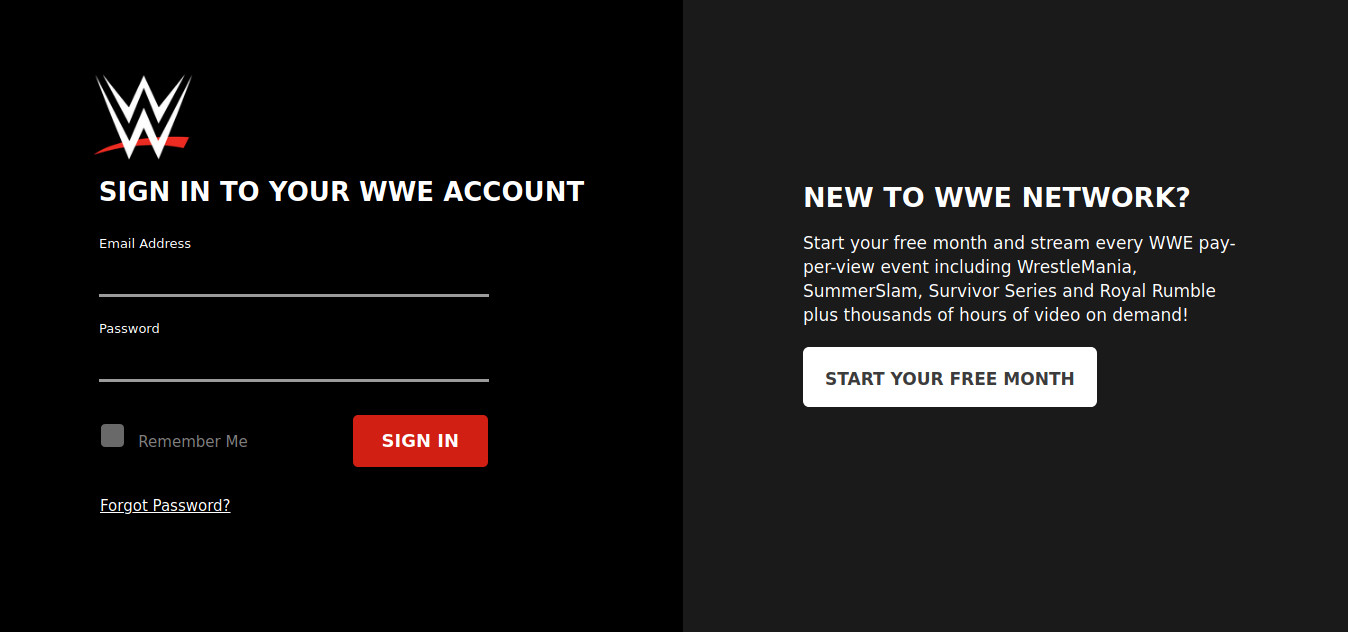 SIGN IN TO YOUR WWE ACCOUNT
Email Address
Password
Remember Me
SIGN IN
Forgot Password?
NEW TO WWE NETWORK?
Start your free month and stream every WWE pay-
per-view event including WrestleMania,
SummerSlam, Survivor Series and Royal Rumble
plus thousands of hours of video on demand!
START YOUR FREE MONTH